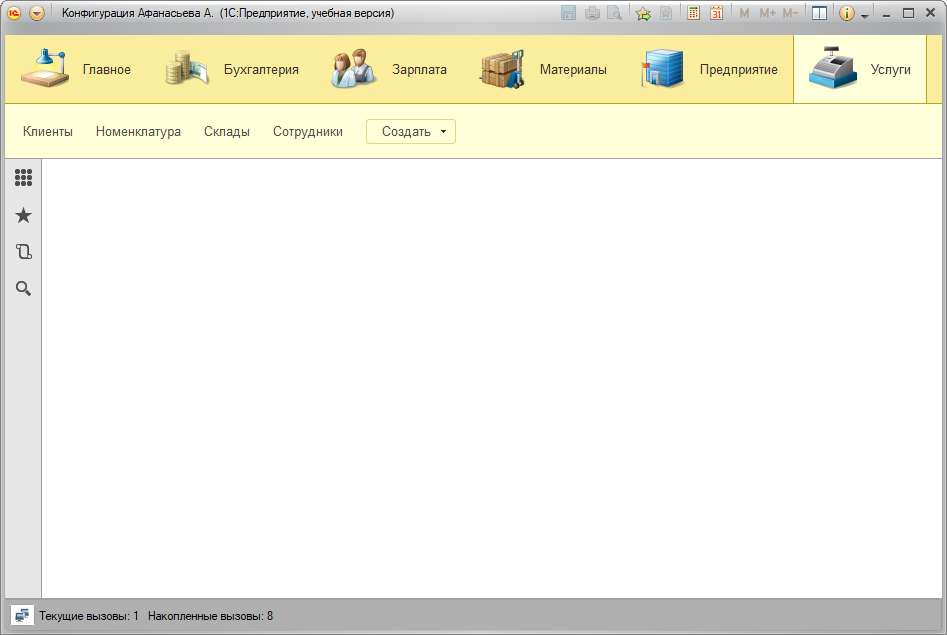 Конфигурация Афанасьева А. (1С:Предприятие, учебная версия)
31 M M+ M-
Главное Бухгалтерия Зарплата Материалы Предприятие Услуги
Клиенты Номенклатура Склады Сотрудники Создать
Текущие вызовы: 1 Накопленные вызовы: 8